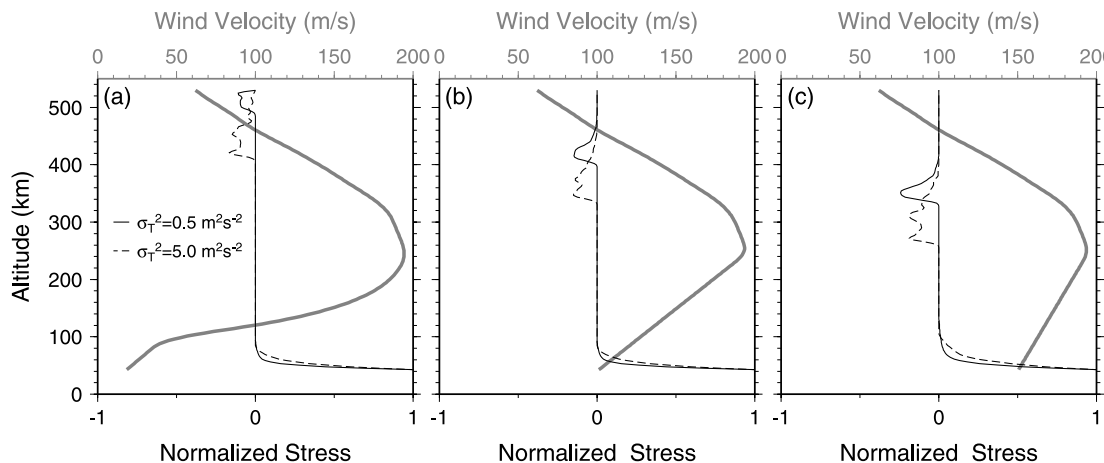 Wind Velocity (m/s) Wind Velocity (m/s) Wind Velocity (m/s)
0 50 100 150 200 0 50 100 150 200 0 50 100 150 200
(a) (b) (c)
500
400
300
200
100
0
Altitude (km)
σT²=0.5 m²s⁻²
σT²=5.0 m²s⁻²
-1 0 1 -1 0 1 -1 0 1
Normalized Stress Normalized Stress Normalized Stress